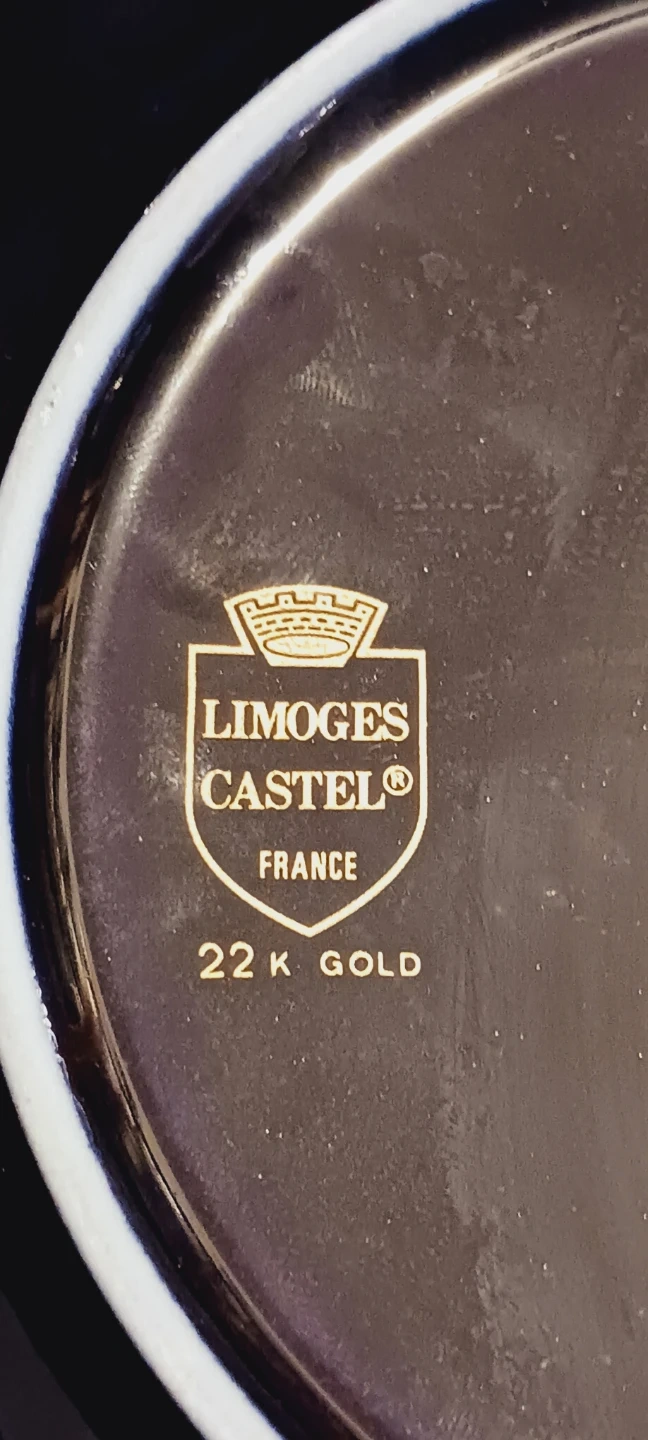 LIMOGES
CASTEL®
FRANCE
22 K GOLD